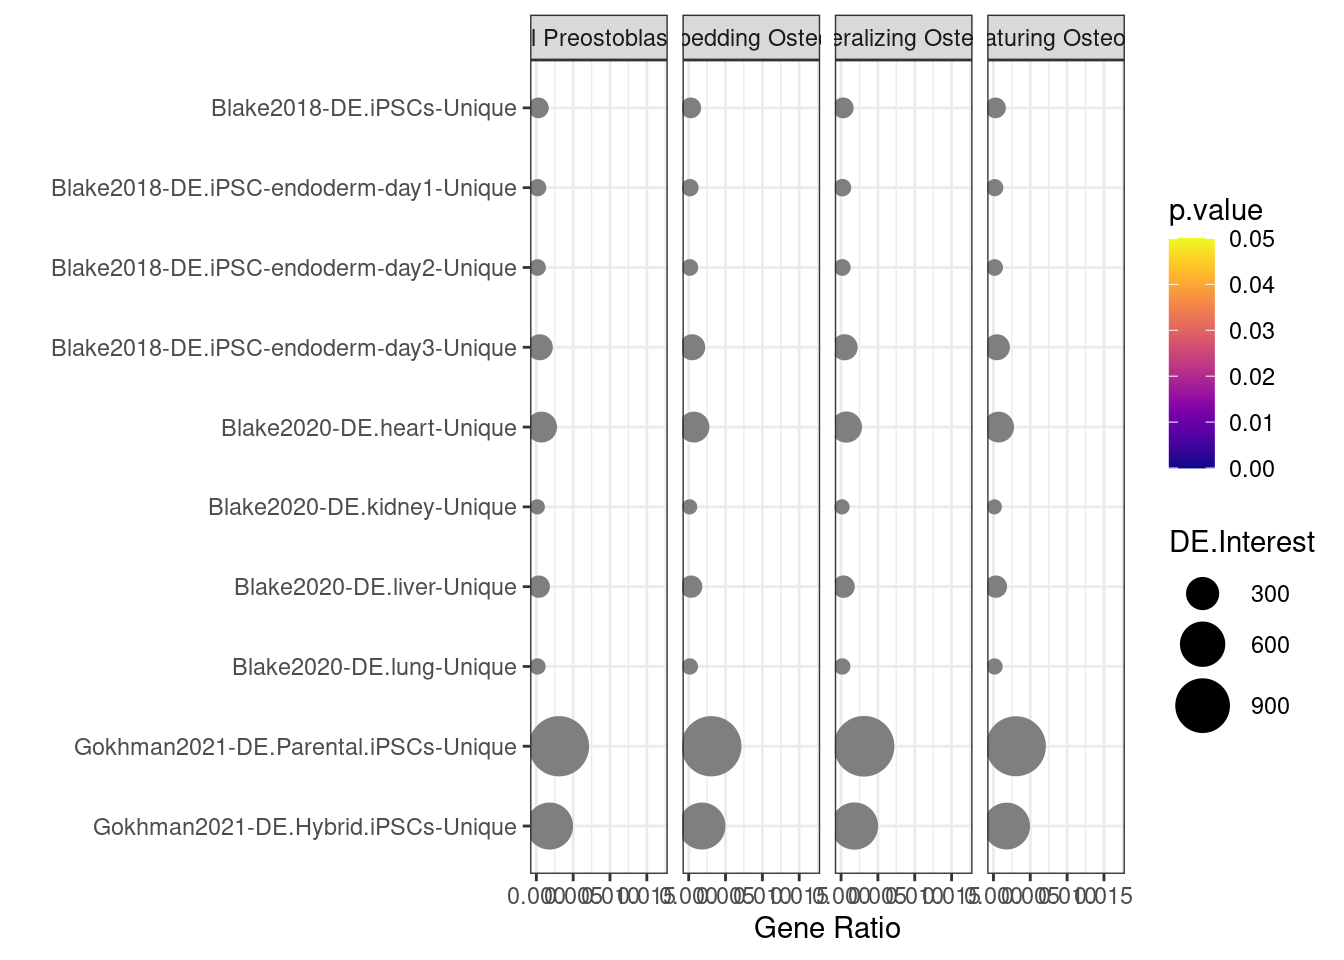 l Preostoblas
bedding Oste
eralizing Oste
aturing Osteo
Blake2018-DE.iPSCs-Unique
Blake2018-DE.iPSC-endoderm-day1-Unique
Blake2018-DE.iPSC-endoderm-day2-Unique
Blake2018-DE.iPSC-endoderm-day3-Unique
Blake2020-DE.heart-Unique
Blake2020-DE.kidney-Unique
Blake2020-DE.liver-Unique
Blake2020-DE.lung-Unique
Gokhman2021-DE.Parental.iPSCs-Unique
Gokhman2021-DE.Hybrid.iPSCs-Unique
Gene Ratio
p.value
0.05
0.04
0.03
0.02
0.01
0.00
DE.Interest
300
600
900